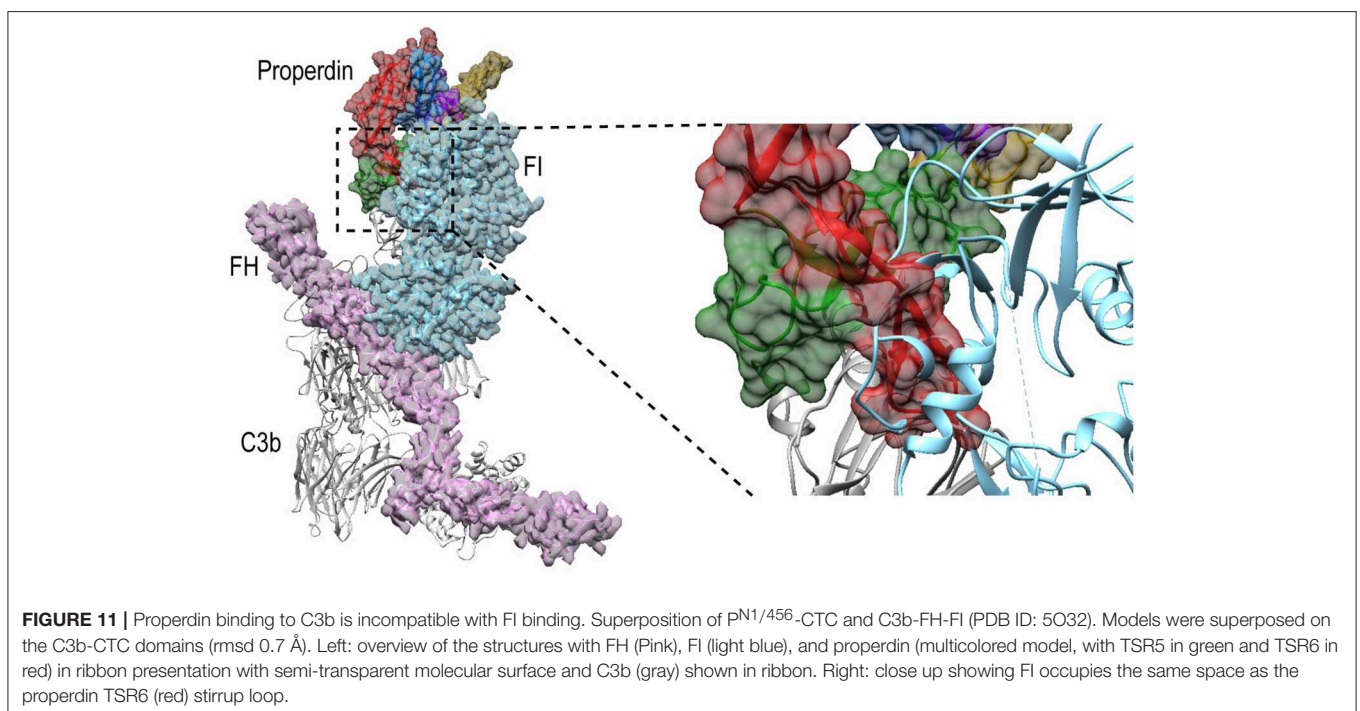 Properdin
FI
FH
C3b
FIGURE 11 | Properdin binding to C3b is incompatible with FI binding. Superposition of P^N1/456-CTC and C3b-FH-FI (PDB ID: 5O32). Models were superposed on
the C3b-CTC domains (rmsd 0.7 Å). Left: overview of the structures with FH (Pink), FI (light blue), and properdin (multicolored model, with TSR5 in green and TSR6 in
red) in ribbon presentation with semi-transparent molecular surface and C3b (gray) shown in ribbon. Right: close up showing FI occupies the same space as the
properdin TSR6 (red) stirrup loop.